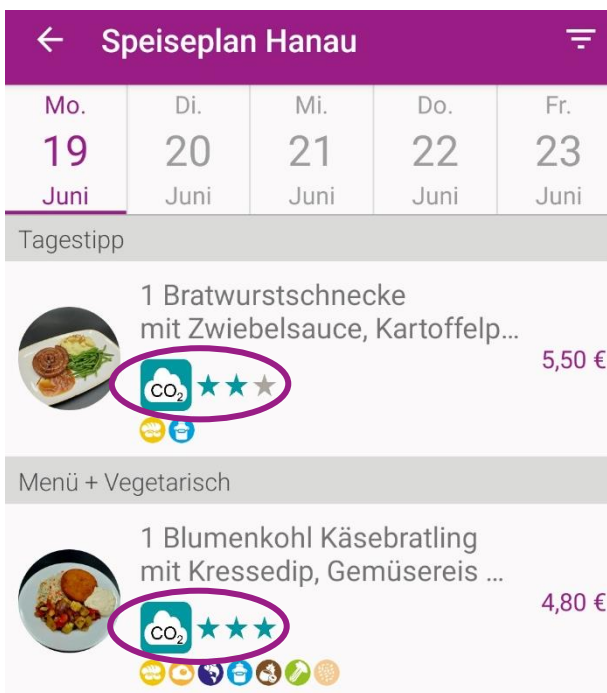 Speiseplan Hanau
Mo. Di. Mi. Do. Fr.
19 20 21 22 23
Juni Juni Juni Juni Juni
Tagestipp
1 Bratwurstschnecke
mit Zwiebelsauce, Kartoffelp...
5,50 €
CO₂
Menü + Vegetarisch
1 Blumenkohl Käsebratling
mit Kressedip, Gemüsereis ...
4,80 €
CO₂